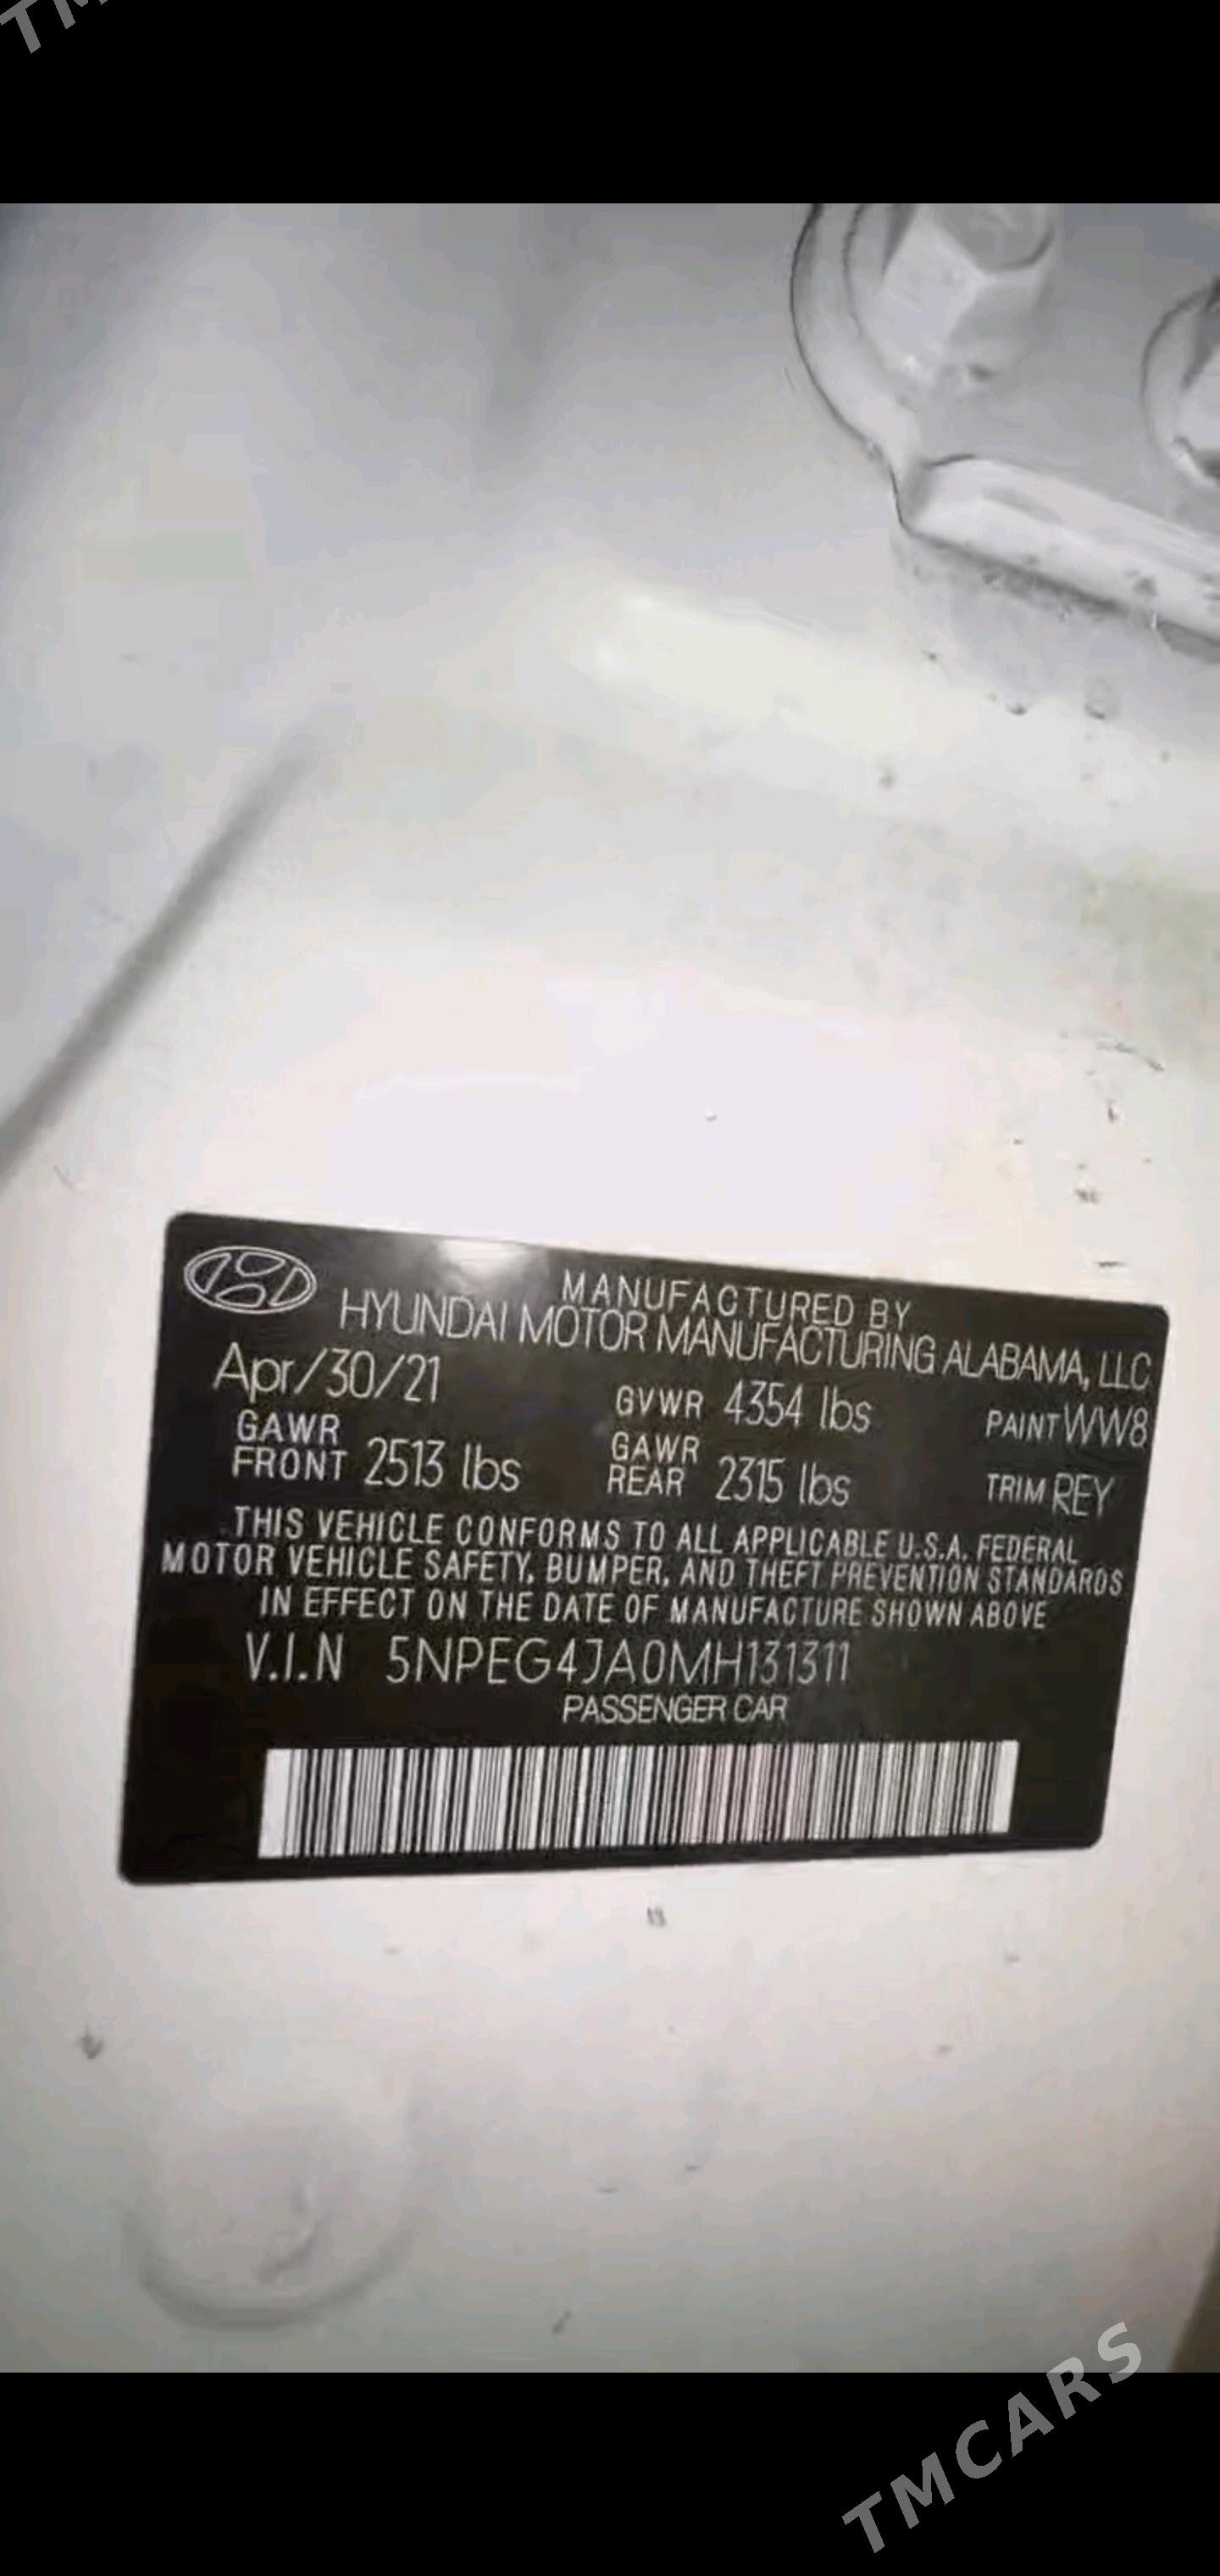 TM
MANUFACTURED BY
HYUNDAI MOTOR MANUFACTURING ALABAMA, LLC
Apr/30/21 GVWR 4354 lbs PAINT WW8
GAWR FRONT 2513 lbs GAWR REAR 2315 lbs TRIM REY
THIS VEHICLE CONFORMS TO ALL APPLICABLE U.S.A. FEDERAL
MOTOR VEHICLE SAFETY, BUMPER, AND THEFT PREVENTION STANDARDS
IN EFFECT ON THE DATE OF MANUFACTURE SHOWN ABOVE
V.I.N 5NPEG4JA0MH131311
PASSENGER CAR
TMCARS